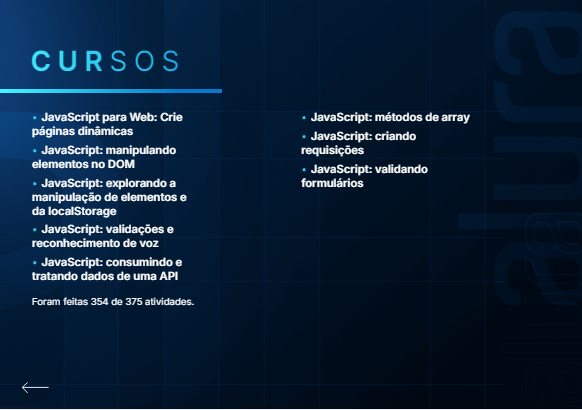 CURSOS
• JavaScript para Web: Crie
páginas dinâmicas
• JavaScript: manipulando
elementos no DOM
• JavaScript: explorando a
manipulação de elementos e
da localStorage
• JavaScript: validações e
reconhecimento de voz
• JavaScript: consumindo e
tratando dados de uma API
Foram feitas 354 de 375 atividades.
• JavaScript: métodos de array
• JavaScript: criando
requisições
• JavaScript: validando
formulários
alura
alura